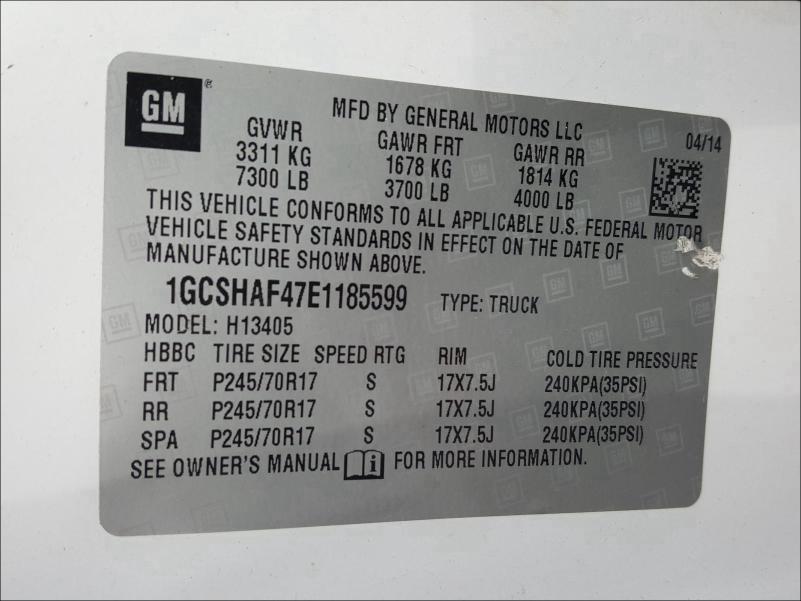 GM ®
MFD BY GENERAL MOTORS LLC
04/14
GVWR GAWR FRT GAWR RR
3311 KG 1678 KG 1814 KG
7300 LB 3700 LB 4000 LB
THIS VEHICLE CONFORMS TO ALL APPLICABLE U.S. FEDERAL MOTOR
VEHICLE SAFETY STANDARDS IN EFFECT ON THE DATE OF
MANUFACTURE SHOWN ABOVE.
1GCSHAF47E1185599 TYPE: TRUCK
MODEL: H13405
HBBC TIRE SIZE SPEED RTG RIM COLD TIRE PRESSURE
FRT P245/70R17 S 17X7.5J 240KPA(35PSI)
RR P245/70R17 S 17X7.5J 240KPA(35PSI)
SPA P245/70R17 S 17X7.5J 240KPA(35PSI)
SEE OWNER'S MANUAL i FOR MORE INFORMATION.